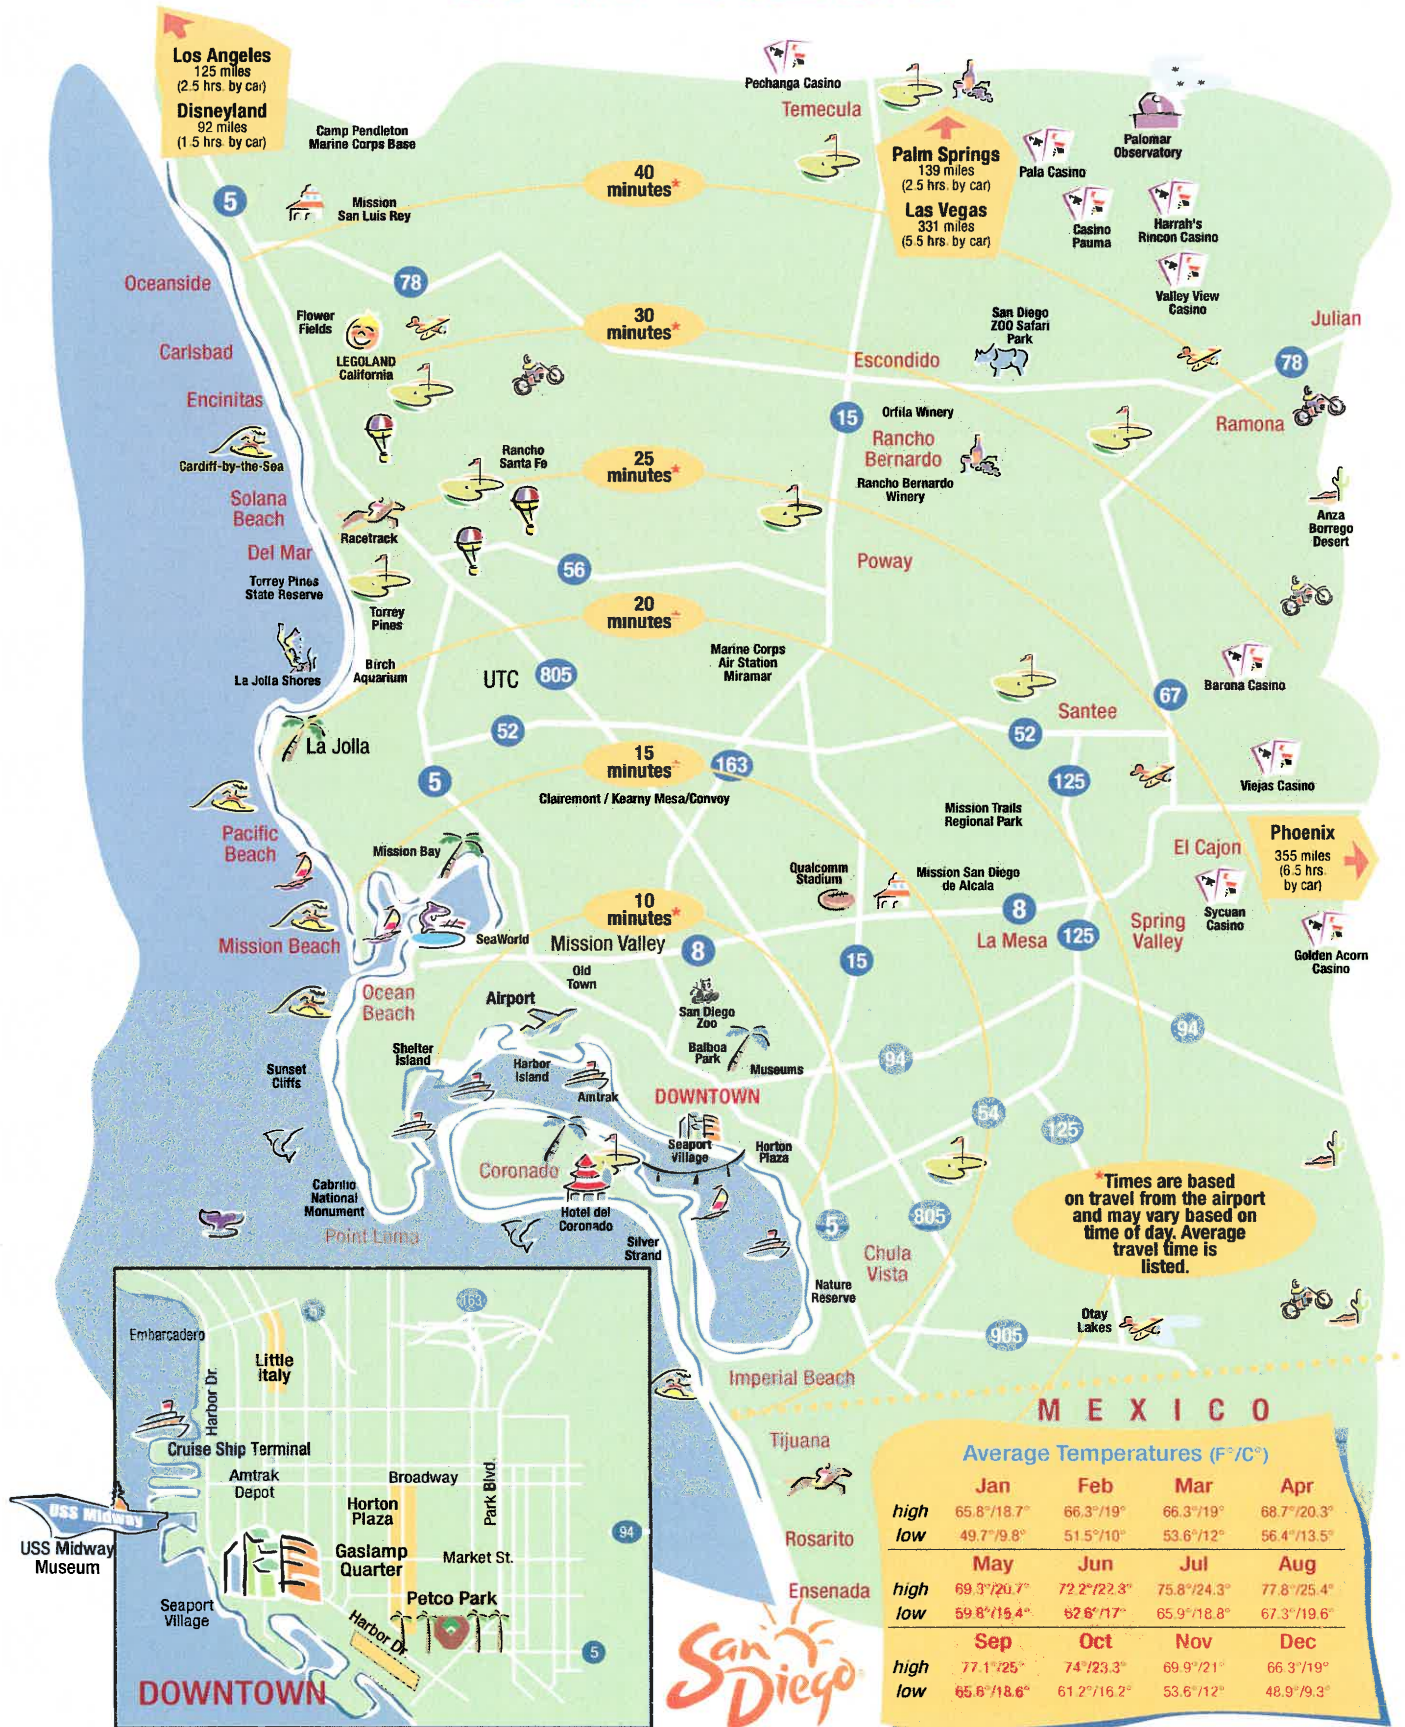 Los Angeles
125 miles
(2.5 hrs. by car)
Disneyland
92 miles
(1.5 hrs. by car)
Camp Pendleton
Marine Corps Base
5
Mission
San Luis Rey
40
minutes*
Pechanga Casino
Temecula
Palm Springs
139 miles
(2.5 hrs. by car)
Las Vegas
331 miles
(5.5 hrs. by car)
Pala Casino
Palomar
Observatory
Casino
Pauma
Harrah's
Rincon Casino
Valley View
Casino
Oceanside
78
Flower
Fields
LEGOLAND
California
30
minutes*
San Diego
ZOO Safari
Park
Julian
78
Carlsbad
Encinitas
Escondido
15
Orfila Winery
Rancho
Bernardo
Rancho Bernardo
Winery
Ramona
Cardiff-by-the-Sea
Rancho
Santa Fe
25
minutes*
Solana
Beach
Racetrack
Anza
Borrego
Desert
Del Mar
Torrey Pines
State Reserve
Torrey
Pines
56
Poway
20
minutes*
La Jolla Shores
Birch
Aquarium
UTC
805
Marine Corps
Air Station
Miramar
Barona Casino
67
Santee
52
52
La Jolla
15
minutes*
163
5
125
Clairemont / Kearny Mesa/Convoy
Mission Trails
Regional Park
Viejas Casino
Pacific
Beach
Mission Bay
El Cajon
Phoenix
355 miles
(6.5 hrs.
by car)
Qualcomm
Stadium
Mission San Diego
de Alcala
10
minutes*
8
Sycuan
Casino
Mission Beach
SeaWorld
Mission Valley
8
15
La Mesa
125
Spring
Valley
Golden Acorn
Casino
Old
Town
Ocean
Beach
Airport
San Diego
Zoo
94
Shelter
Island
Harbor
Island
Balboa
Park
Museums
94
Sunset
Cliffs
Amtrak
DOWNTOWN
54
125
Seaport
Village
Horton
Plaza
Coronado
Cabrillo
National
Monument
Point Loma
Hotel del
Coronado
Silver
Strand
5
805
Chula
Vista
*Times are based
on travel from the airport
and may vary based on
time of day. Average
travel time is
listed.
Nature
Reserve
Otay
Lakes
905
Imperial Beach
MEXICO
Tijuana
Rosarito
Ensenada
San
Diego
Embarcadero
5
163
Little
Italy
Harbor Dr.
Cruise Ship Terminal
Amtrak
Depot
Broadway
Park Blvd.
Horton
Plaza
USS Midway
USS Midway
Museum
94
Gaslamp
Quarter
Market St.
Petco Park
Seaport
Village
Harbor Dr.
5
DOWNTOWN
Average Temperatures (F°/C°)
Jan Feb Mar Apr
high 65.8°/18.7° 66.3°/19° 66.3°/19° 68.7°/20.3°
low 49.7°/9.8° 51.5°/10° 53.6°/12° 56.4°/13.5°
May Jun Jul Aug
high 69.3°/20.7° 72.2°/22.3° 75.8°/24.3° 77.8°/25.4°
low 59.8°/15.4° 62.6°/17° 65.9°/18.8° 67.3°/19.6°
Sep Oct Nov Dec
high 77.1°/25° 74°/23.3° 69.9°/21° 66.3°/19°
low 65.6°/18.6° 61.2°/16.2° 53.6°/12° 48.9°/9.3°